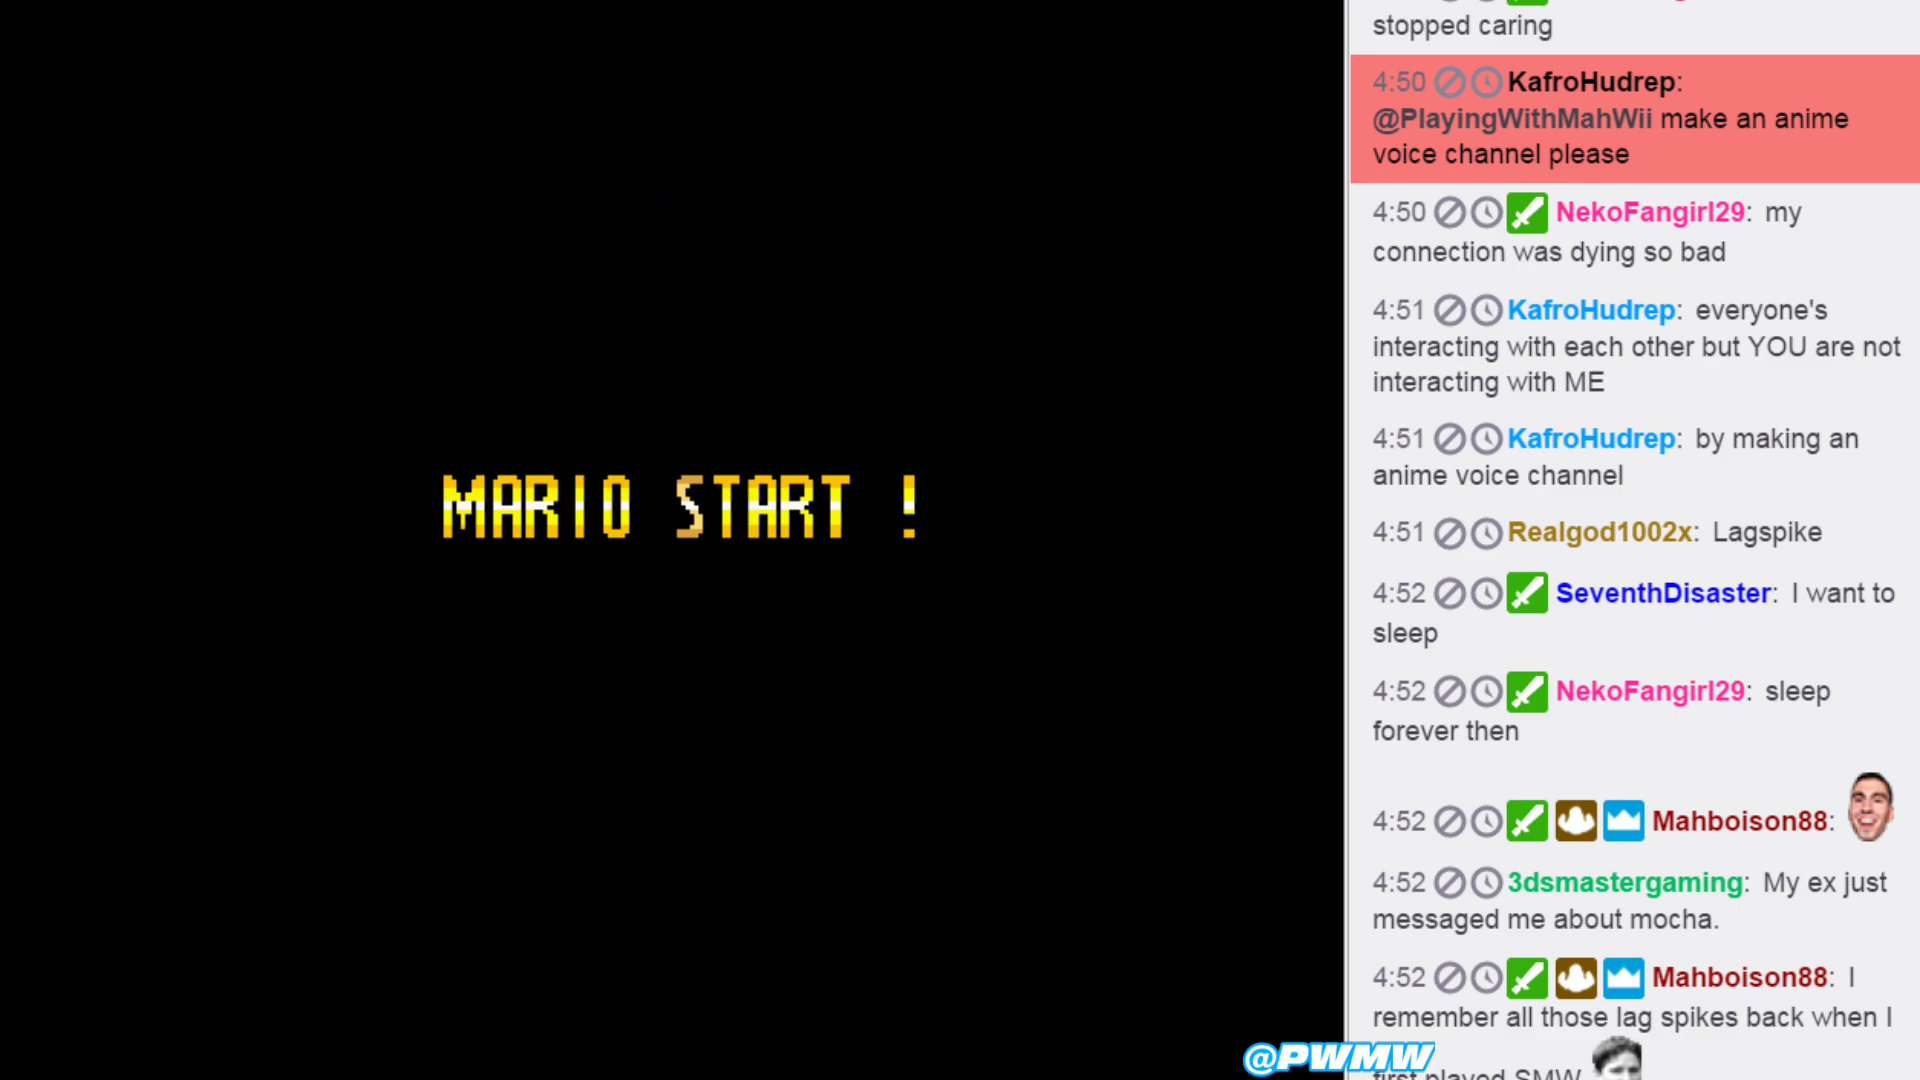 MARIO START !
stopped caring
4:50 KafroHudrep:
@PlayingWithMahWii make an anime
voice channel please
4:50 NekoFangirl29: my
connection was dying so bad
4:51 KafroHudrep: everyone's
interacting with each other but YOU are not
interacting with ME
4:51 KafroHudrep: by making an
anime voice channel
4:51 Realgod1002x: Lagspike
4:52 SeventhDisaster: I want to
sleep
4:52 NekoFangirl29: sleep
forever then
4:52 Mahboison88:
4:52 3dsmastergaming: My ex just
messaged me about mocha.
4:52 Mahboison88: I
remember all those lag spikes back when I
first played SMW
@PWMW